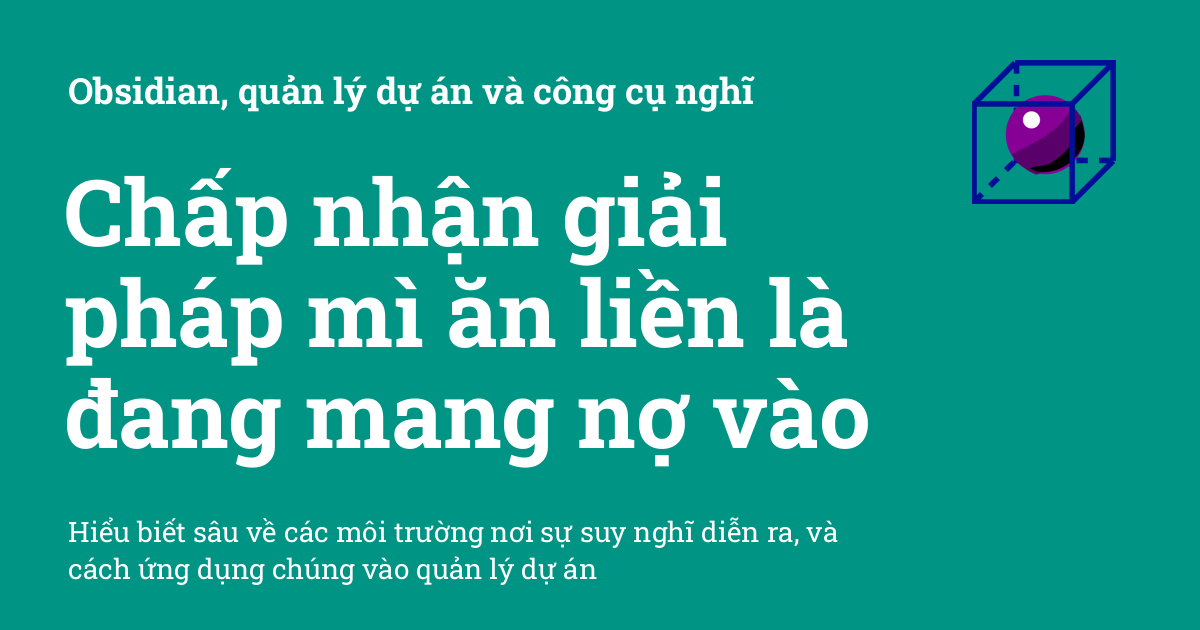 Obsidian, quản lý dự án và công cụ nghĩ
Chấp nhận giải
pháp mì ăn liền là
đang mang nợ vào
Hiểu biết sâu về các môi trường nơi sự suy nghĩ diễn ra, và
cách ứng dụng chúng vào quản lý dự án